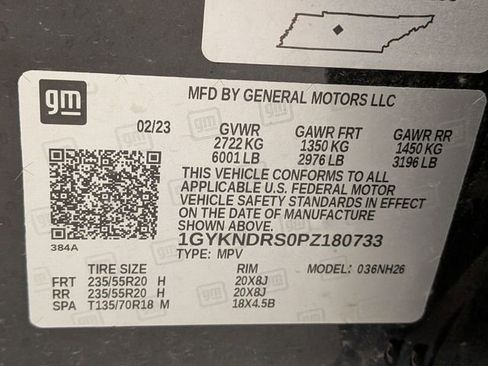 gm
MFD BY GENERAL MOTORS LLC
02/23 GVWR GAWR FRT GAWR RR
2722 KG 1350 KG 1450 KG
6001 LB 2976 LB 3196 LB
THIS VEHICLE CONFORMS TO ALL
APPLICABLE U.S. FEDERAL MOTOR
VEHICLE SAFETY STANDARDS IN EFFECT
ON THE DATE OF MANUFACTURE
SHOWN ABOVE.
384A
1GYKNDRS0PZ180733
TYPE: MPV
TIRE SIZE RIM MODEL: 036NH26
FRT 235/55R20 H 20X8J
RR 235/55R20 H 20X8J
SPA T135/70R18 M 18X4.5B